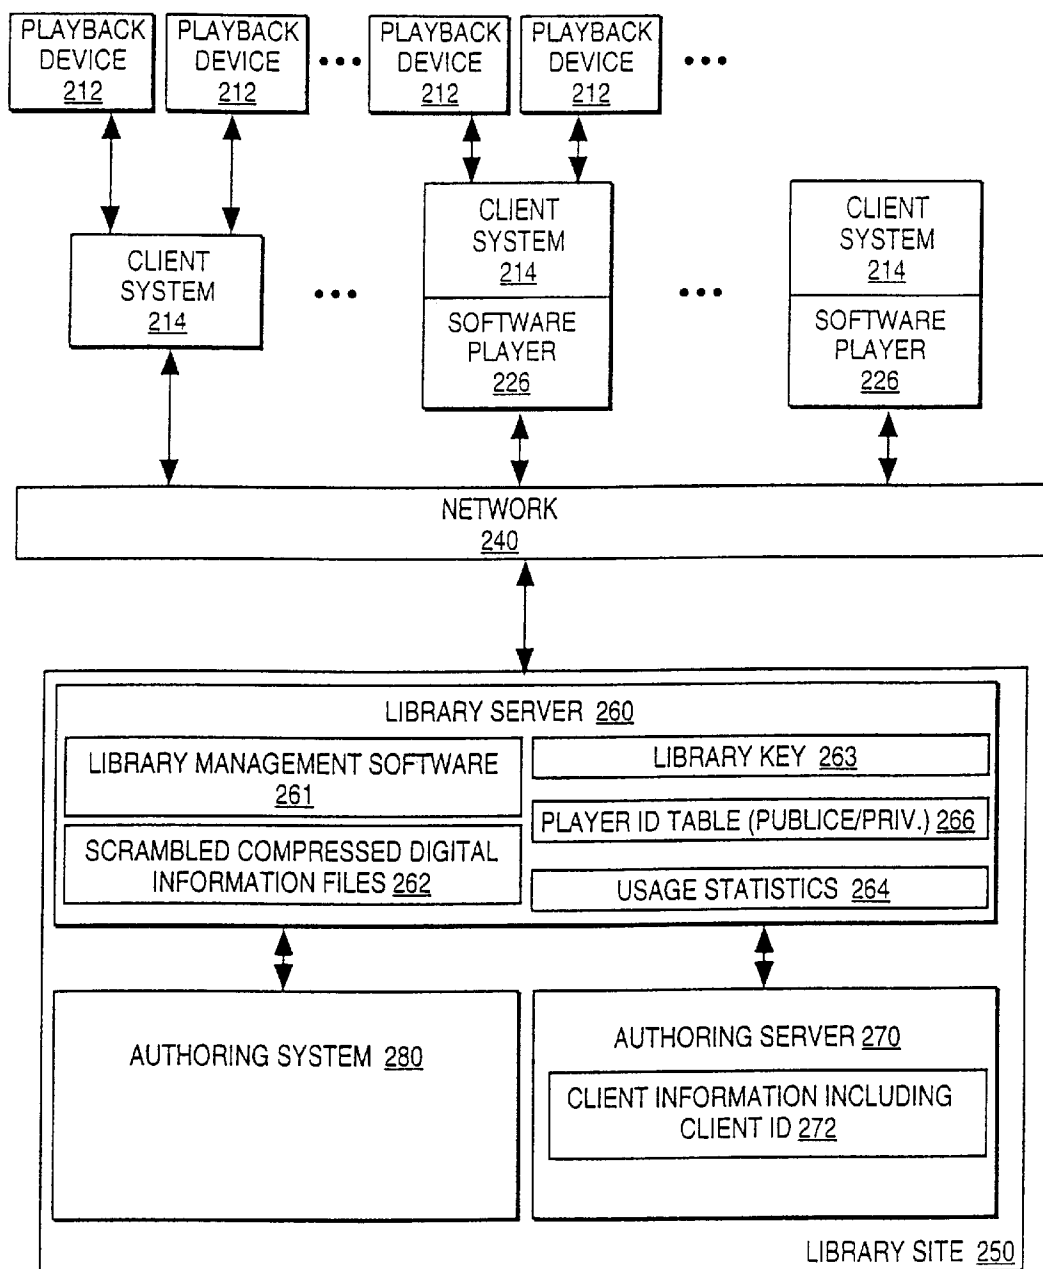 PLAYBACK
DEVICE
212
PLAYBACK
DEVICE
212
PLAYBACK
DEVICE
212
PLAYBACK
DEVICE
212
CLIENT
SYSTEM
214
CLIENT
SYSTEM
214
SOFTWARE
PLAYER
226
CLIENT
SYSTEM
214
SOFTWARE
PLAYER
226
NETWORK
240
LIBRARY SERVER 260
LIBRARY MANAGEMENT SOFTWARE
261
SCRAMBLED COMPRESSED DIGITAL
INFORMATION FILES 262
LIBRARY KEY 263
PLAYER ID TABLE (PUBLICE/PRIV.) 266
USAGE STATISTICS 264
AUTHORING SYSTEM 280
AUTHORING SERVER 270
CLIENT INFORMATION INCLUDING
CLIENT ID 272
LIBRARY SITE 250